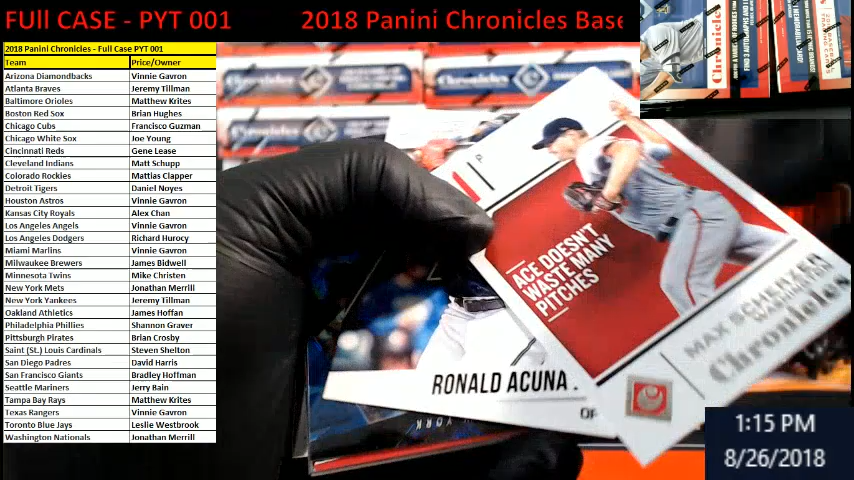 FUll CASE - PYT 001
2018 Panini Chronicles Base
2018 Panini Chronicles - Full Case PYT 001
Team Price/Owner
Arizona Diamondbacks Vinnie Gavron
Atlanta Braves Jeremy Tillman
Baltimore Orioles Matthew Krites
Boston Red Sox Brian Hughes
Chicago Cubs Francisco Guzman
Chicago White Sox Joe Young
Cincinnati Reds Gene Lease
Cleveland Indians Matt Schupp
Colorado Rockies Mattias Clapper
Detroit Tigers Daniel Noyes
Houston Astros Vinnie Gavron
Kansas City Royals Alex Chan
Los Angeles Angels Vinnie Gavron
Los Angeles Dodgers Richard Hurocy
Miami Marlins Vinnie Gavron
Milwaukee Brewers James Bidwell
Minnesota Twins Mike Christen
New York Mets Jonathan Merrill
New York Yankees Jeremy Tillman
Oakland Athletics James Hoffan
Philadelphia Phillies Shannon Graver
Pittsburgh Pirates Brian Crosby
Saint (St.) Louis Cardinals Steven Shelton
San Diego Padres David Harris
San Francisco Giants Bradley Hoffman
Seattle Mariners Jerry Bain
Tampa Bay Rays Matthew Krites
Texas Rangers Vinnie Gavron
Toronto Blue Jays Leslie Westbrook
Washington Nationals Jonathan Merrill
Chronicles
P
ACE DOESN'T
WASTE MANY
PITCHES
MAX SCHERZER
WASHINGTON
Chronicles
RONALD ACUNA
YORK
1:15 PM
8/26/2018